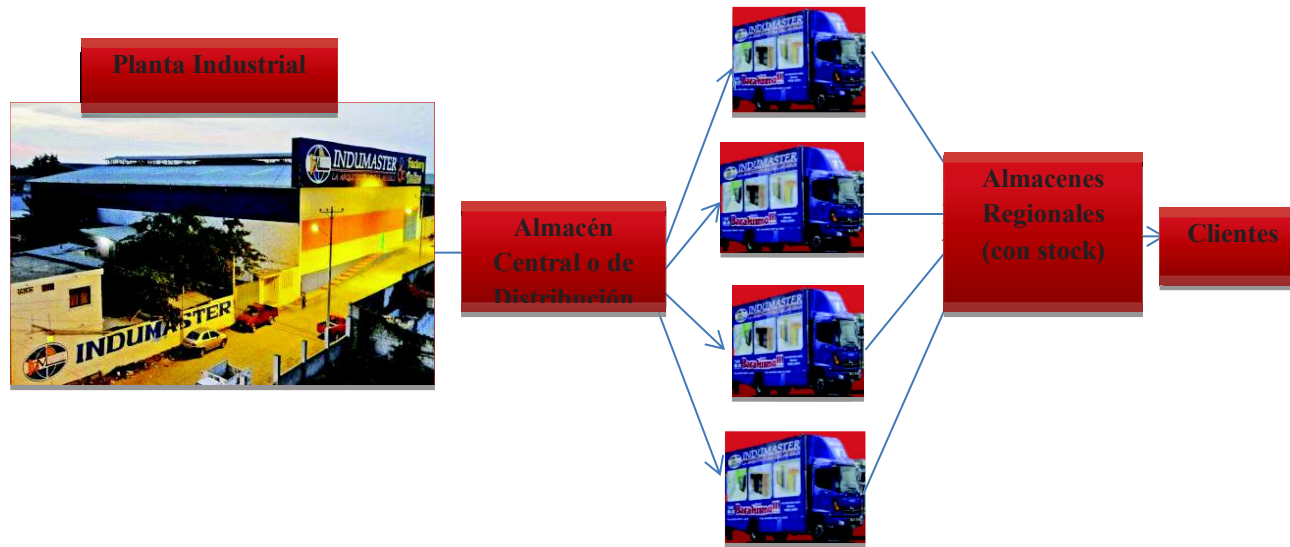 Planta Industrial
INDUMASTER
Factory
INDUMASTER
Almacén
Central o de
Distribución
INDUMASTER
Baratísimo!!!
INDUMASTER
Baratísimo!!!
INDUMASTER
Baratísimo!!!
INDUMASTER
Baratísimo!!!
Almacenes
Regionales
(con stock)
Clientes